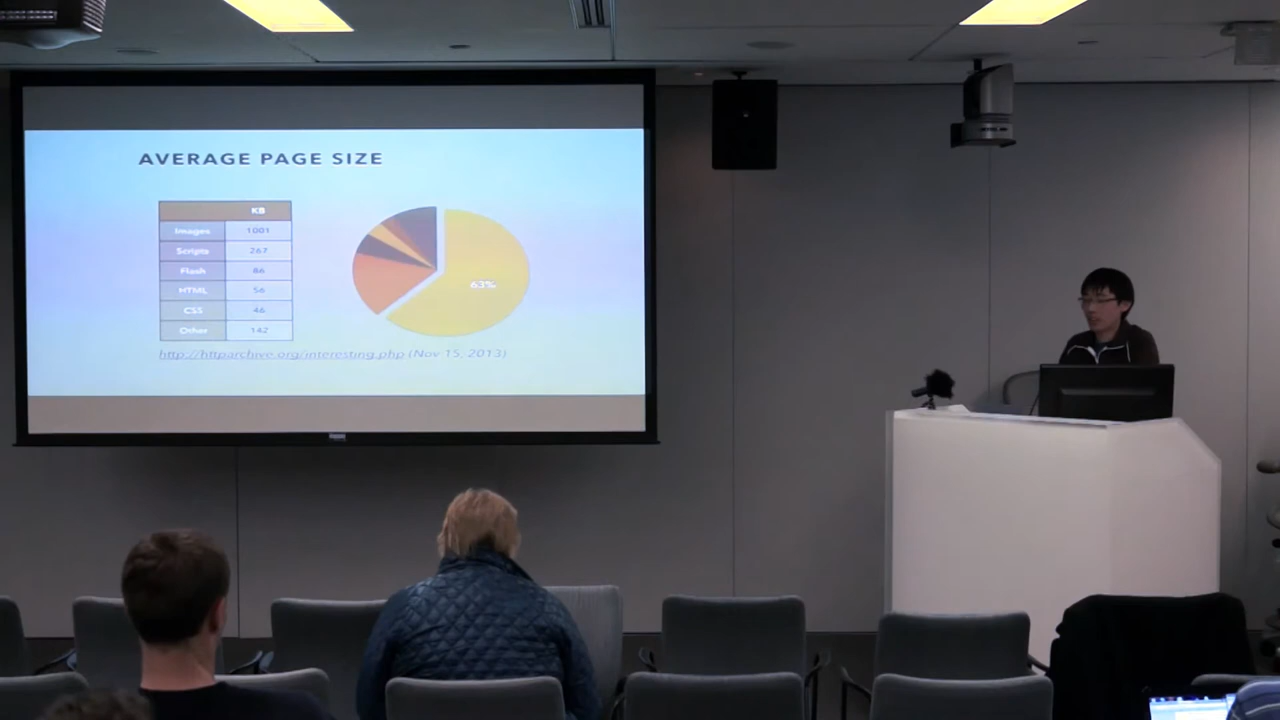 AVERAGE PAGE SIZE
KB
Images 1001
Scripts 267
Flash 86
HTML 56
CSS 46
Other 142
63%
http://httparchive.org/interesting.php (Nov 15, 2013)